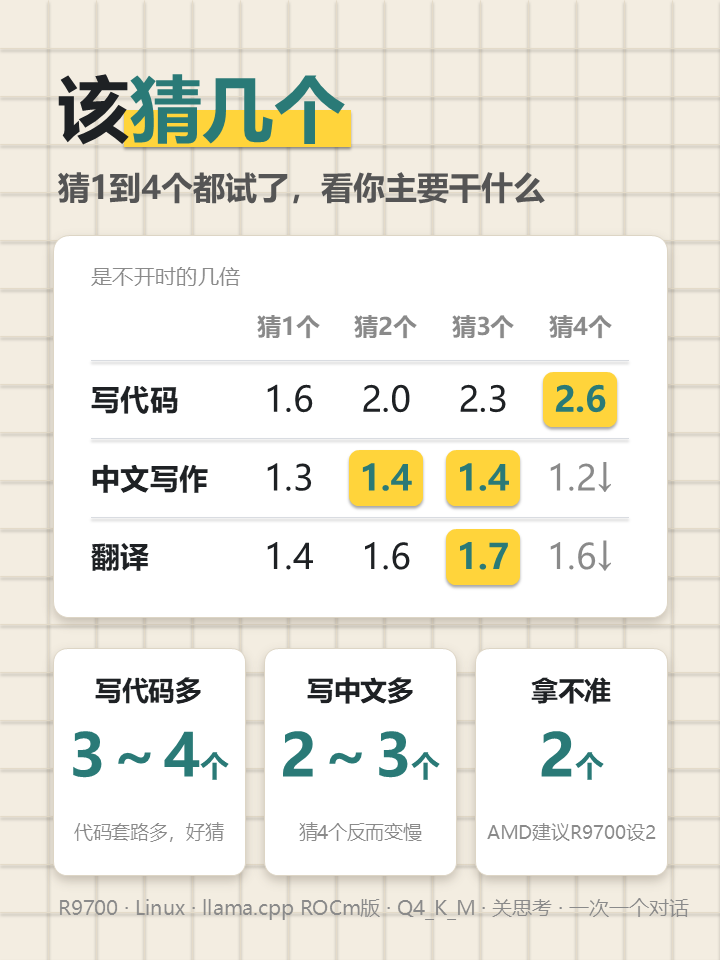 该猜几个
猜1到4个都试了，看你主要干什么
是不开时的几倍
猜1个 猜2个 猜3个 猜4个
写代码 1.6 2.0 2.3 2.6
中文写作 1.3 1.4 1.4 1.2↓
翻译 1.4 1.6 1.7 1.6↓
写代码多 写中文多 拿不准
3～4个 2～3个 2个
代码套路多，好猜 猜4个反而变慢 AMD建议R9700设2
R9700 · Linux · llama.cpp ROCm版 · Q4_K_M · 关思考 · 一次一个对话